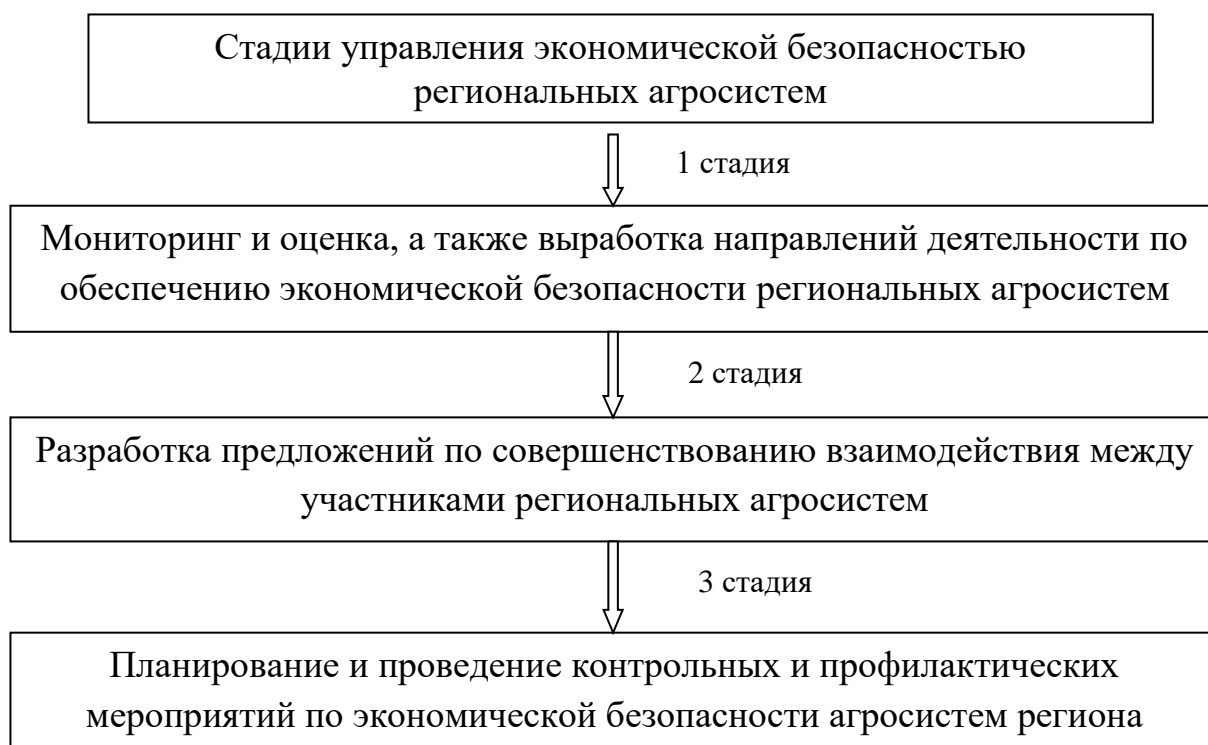 Стадии управления экономической безопасностью
региональных агросистем
1 стадия
Мониторинг и оценка, а также выработка направлений деятельности по
обеспечению экономической безопасности региональных агросистем
2 стадия
Разработка предложений по совершенствованию взаимодействия между
участниками региональных агросистем
3 стадия
Планирование и проведение контрольных и профилактических
мероприятий по экономической безопасности агросистем региона